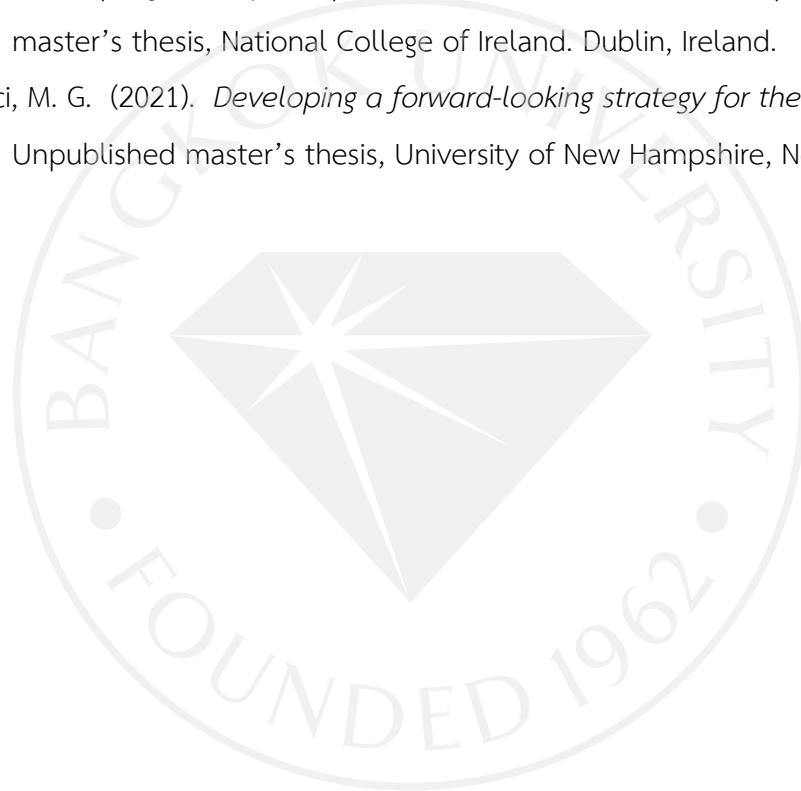 master's thesis, National College of Ireland. Dublin, Ireland.
ci, M. G. (2021). Developing a forward-looking strategy for the
Unpublished master's thesis, University of New Hampshire, N
BANGKOK UNIVERSITY
FOUNDED 1962